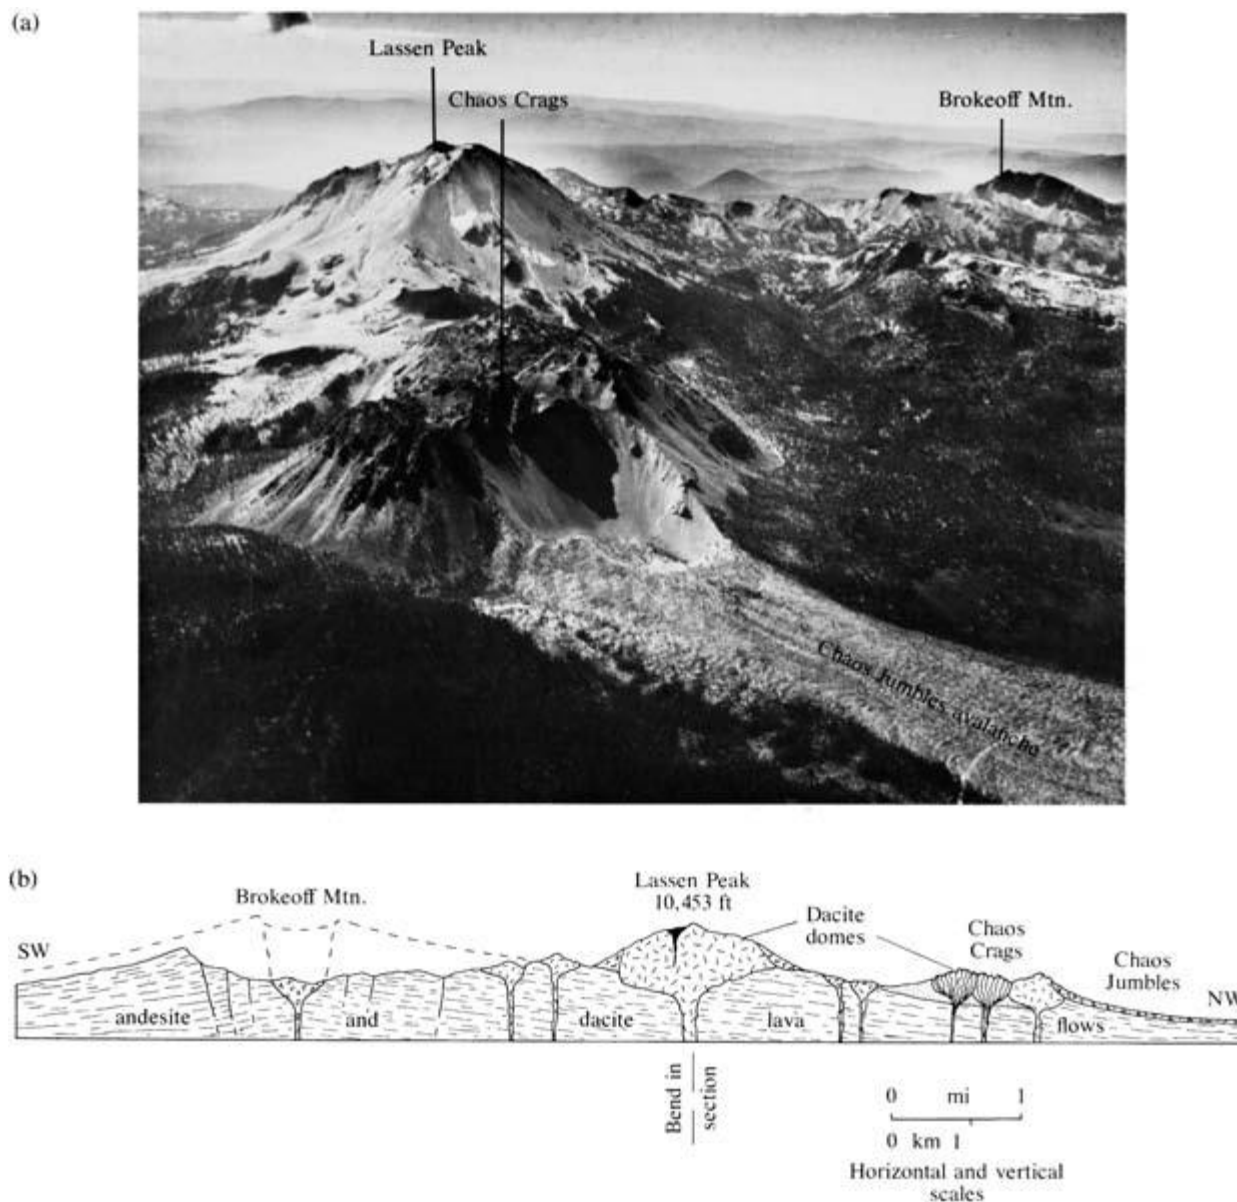 (a)
Lassen Peak
Chaos Crags
Brokeoff Mtn.
Chaos Jumbles avalanche
(b)
Brokeoff Mtn.
Lassen Peak
10,453 ft
Dacite
domes
Chaos
Crags
Chaos
Jumbles
SW
NW
andesite and dacite lava flows
Bend in
section
0 mi 1
0 km 1
Horizontal and vertical
scales